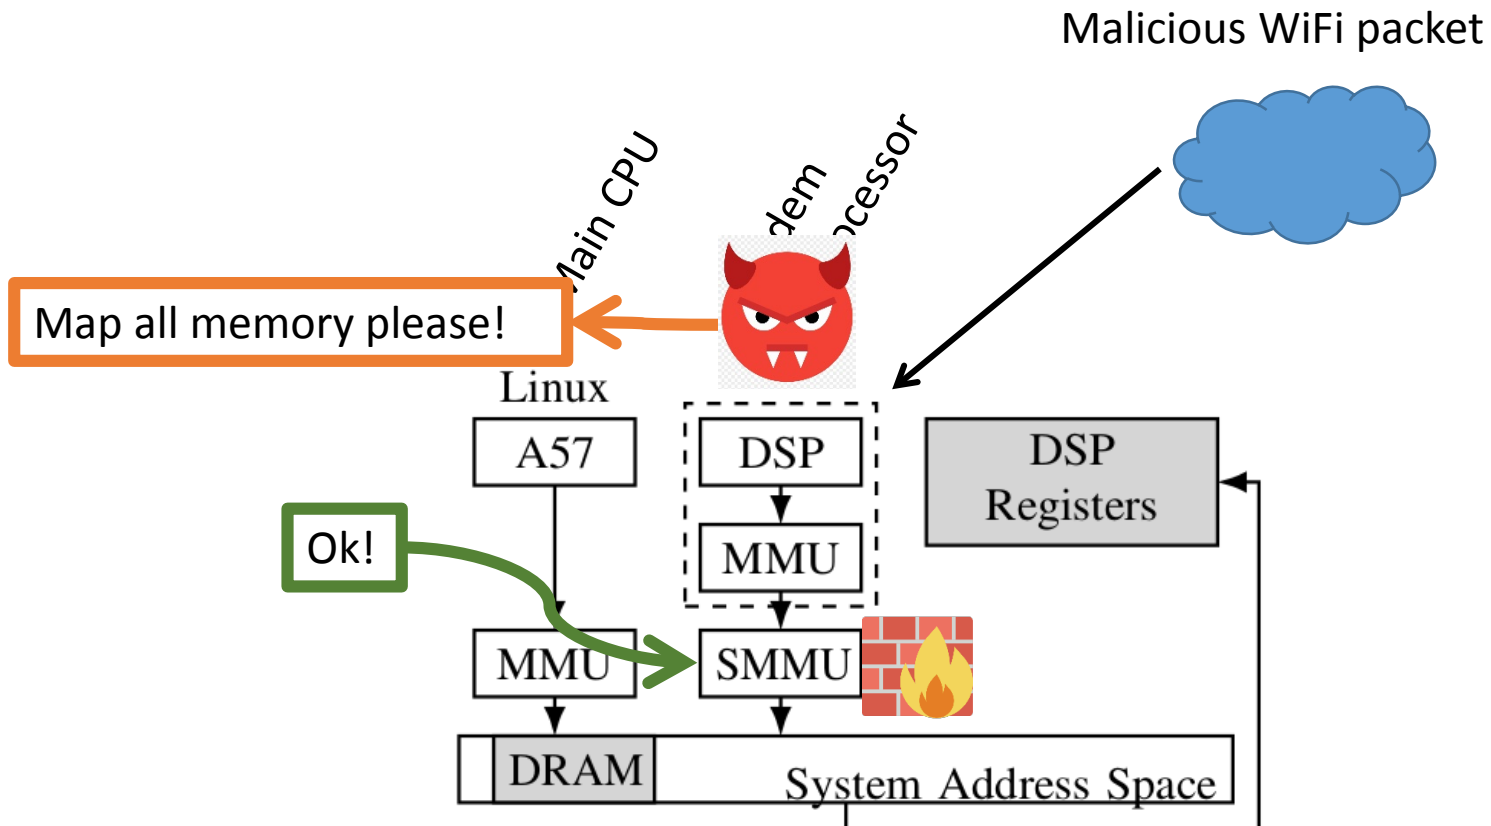 Malicious WiFi packet
Main CPU
Map all memory please!
Linux
A57
DSP
DSP
Registers
MMU
Ok!
MMU
SMMU
DRAM
System Address Space